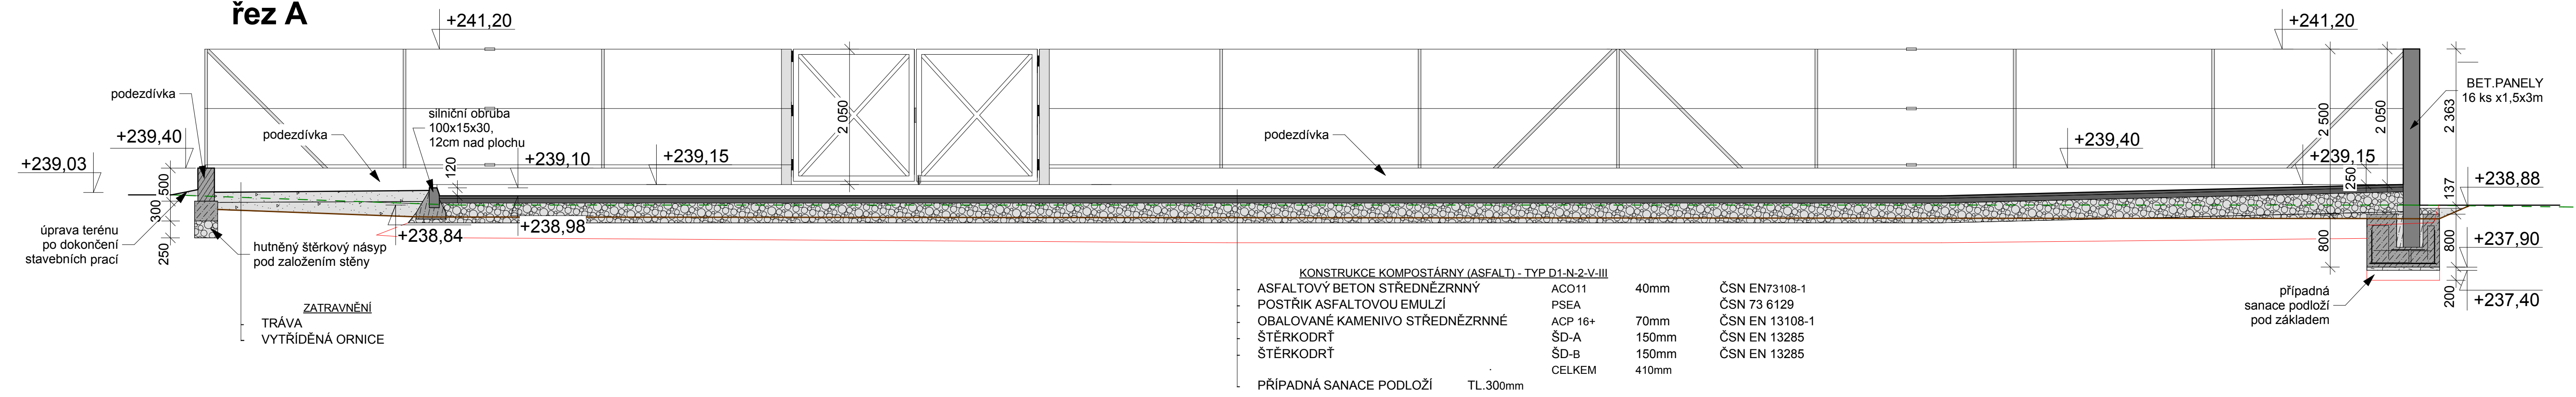 řez A
+241,20
+241,20
podezdívka
+239,40
+239,03
500
300
250
úprava terénu
po dokončení
stavebních prací
hutněný štěrkový násyp
pod založením stěny
podezdívka
silniční obruba
100x15x30,
12cm nad plochu
120
+239,10
+239,15
+238,84
+238,98
2 050
podezdívka
+239,40
+239,15
250
2 500
2 050
2 363
137
BET.PANELY
16 ks x1,5x3m
+238,88
800
800
+237,90
200
+237,40
případná
sanace podloží
pod základem
ZATRAVNĚNÍ
TRÁVA
VYTŘÍDĚNÁ ORNICE
KONSTRUKCE KOMPOSTÁRNY (ASFALT) - TYP D1-N-2-V-III
ASFALTOVÝ BETON STŘEDNĚZRNNÝ ACO11 40mm ČSN EN73108-1
POSTŘIK ASFALTOVOU EMULZÍ PSEA ČSN 73 6129
OBALOVANÉ KAMENIVO STŘEDNĚZRNNÉ ACP 16+ 70mm ČSN EN 13108-1
ŠTĚRKODRŤ ŠD-A 150mm ČSN EN 13285
ŠTĚRKODRŤ ŠD-B 150mm ČSN EN 13285
CELKEM 410mm
PŘÍPADNÁ SANACE PODLOŽÍ TL.300mm